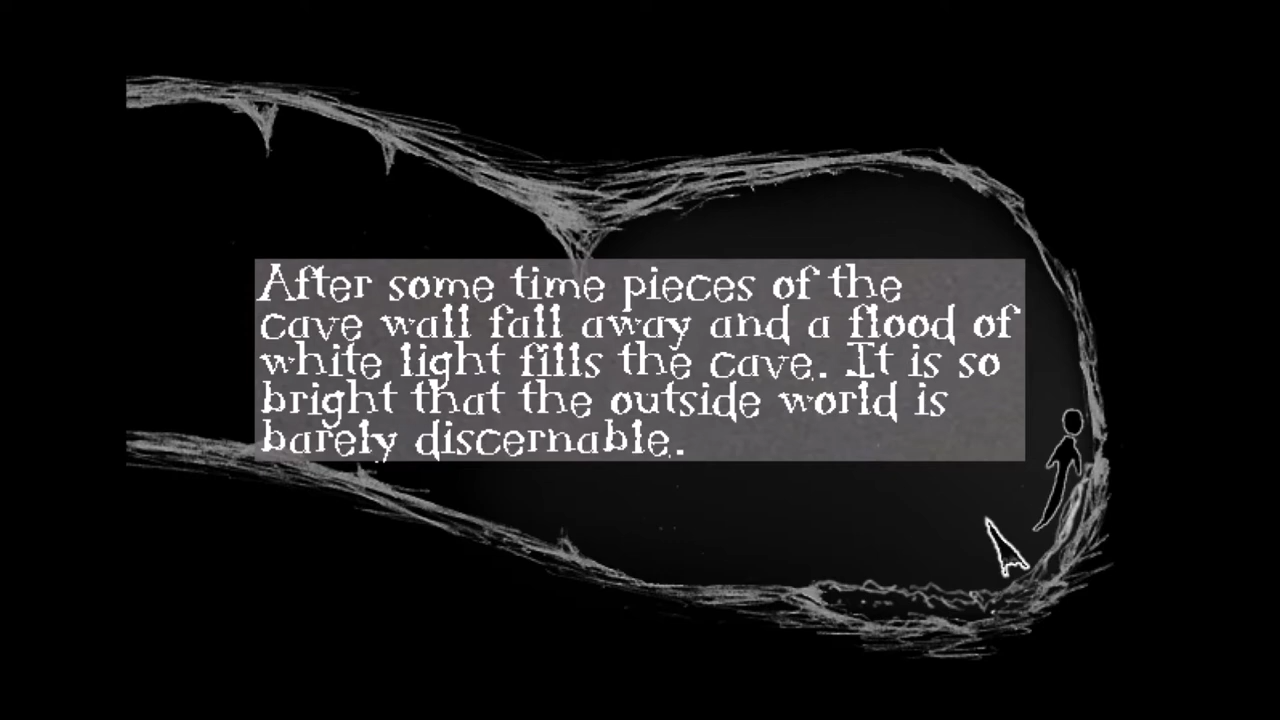 After some time pieces of the
cave wall fall away and a flood of
white light fills the cave. It is so
bright that the outside world is
barely discernable.